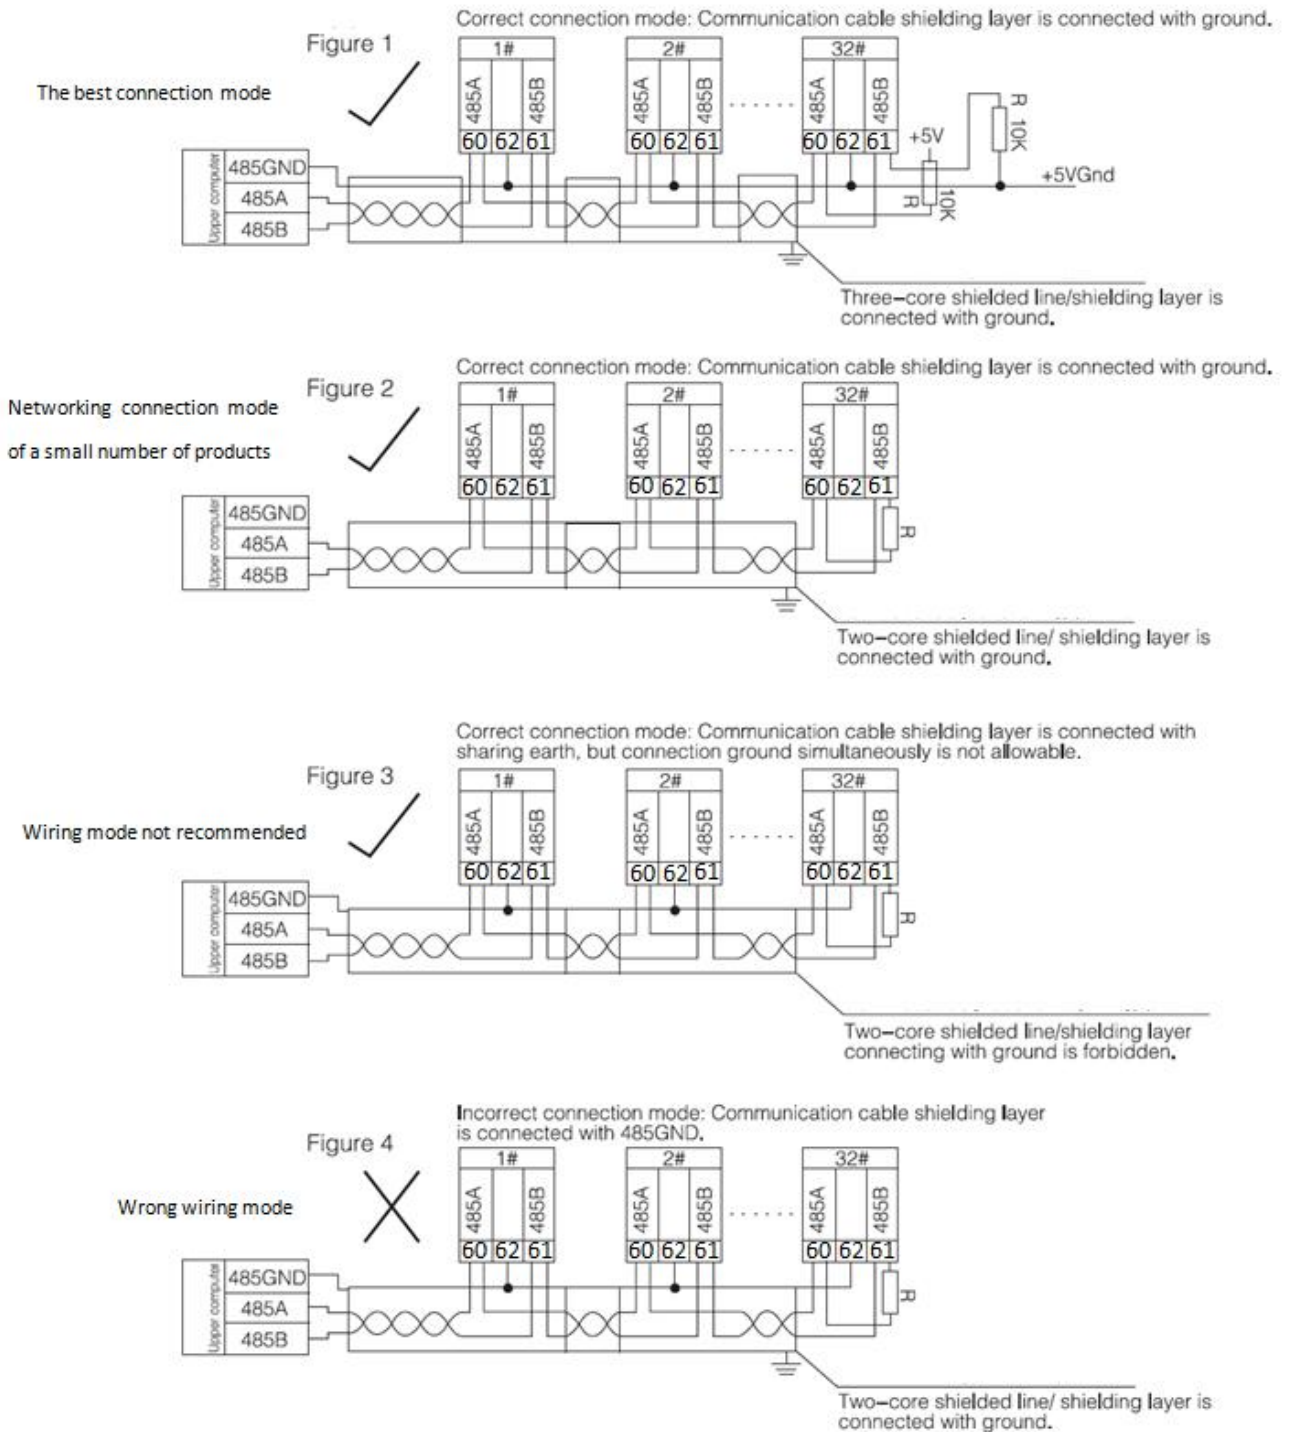 Correct connection mode: Communication cable shielding layer is connected with ground.
Figure 1
The best connection mode
1#
2#
32#
485A
485B
485A
485B
485A
485B
60 62 61
60 62 61
60 62 61
Upper computer
485GND
485A
485B
+5V
R 10K
R 10K
+5VGnd
Three-core shielded line/shielding layer is
connected with ground.
Correct connection mode: Communication cable shielding layer is connected with ground.
Figure 2
Networking connection mode
of a small number of products
1#
2#
32#
485A
485B
485A
485B
485A
485B
60 62 61
60 62 61
60 62 61
Upper computer
485GND
485A
485B
R
Two-core shielded line/ shielding layer is
connected with ground.
Correct connection mode: Communication cable shielding layer is connected with
sharing earth, but connection ground simultaneously is not allowable.
Figure 3
Wiring mode not recommended
1#
2#
32#
485A
485B
485A
485B
485A
485B
60 62 61
60 62 61
60 62 61
Upper computer
485GND
485A
485B
R
Two-core shielded line/shielding layer
connecting with ground is forbidden.
Incorrect connection mode: Communication cable shielding layer
is connected with 485GND.
Figure 4
Wrong wiring mode
1#
2#
32#
485A
485B
485A
485B
485A
485B
60 62 61
60 62 61
60 62 61
Upper computer
485GND
485A
485B
R
Two-core shielded line/ shielding layer is
connected with ground.